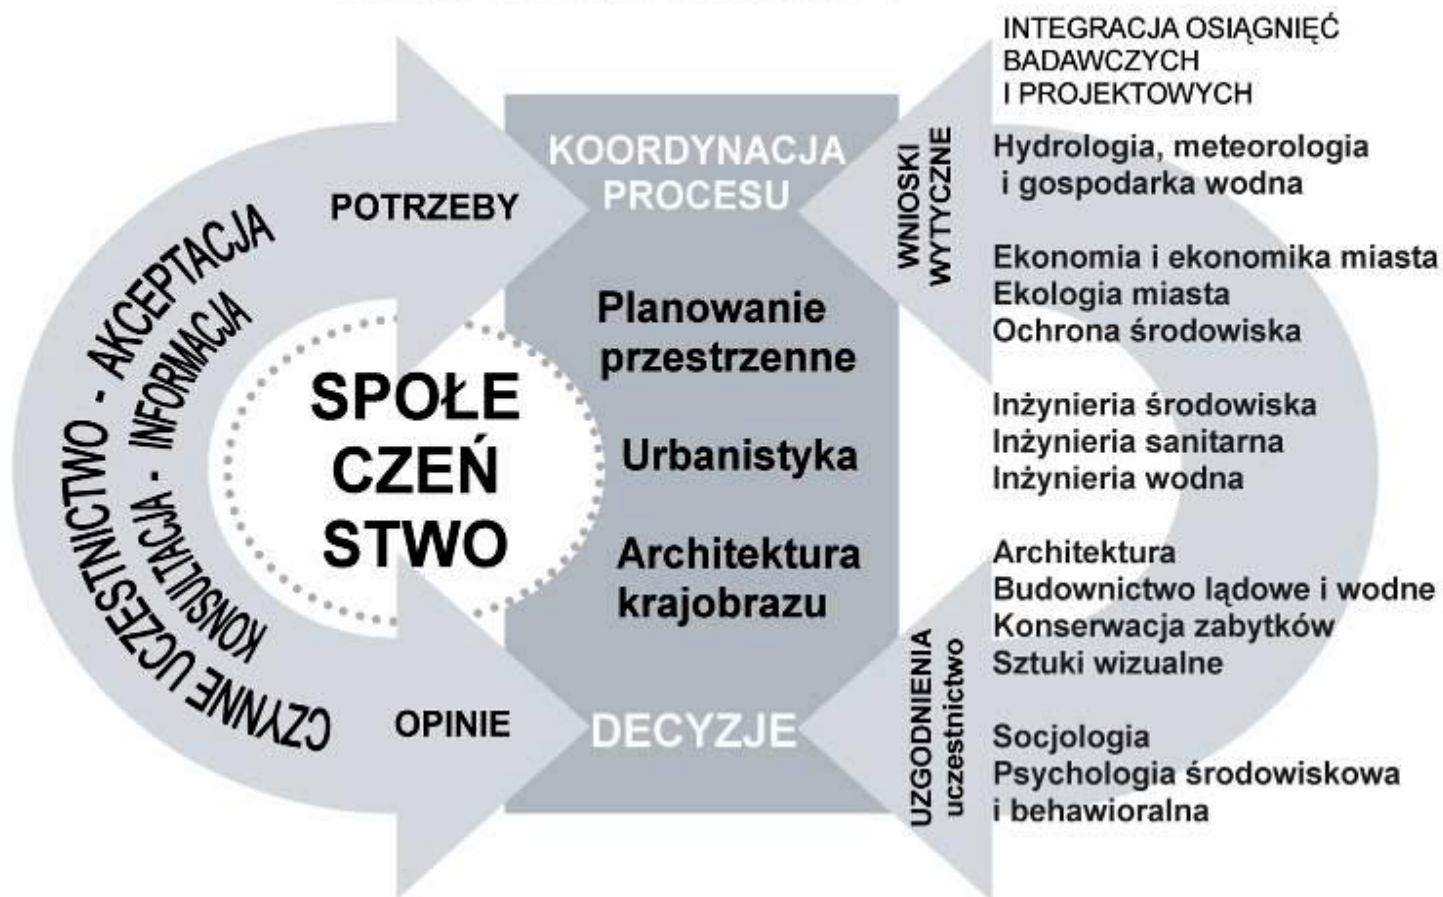 INTEGRACJA OSIĄGNIĘĆ
BADAWCZYCH
I PROJEKTOWYCH
KOORDYNACJA
PROCESU
POTRZEBY
CZYNNE UCZESTNICTWO - AKCEPTACJA
KONSULTACJA - INFORMACJA
SPOŁE
CZEŃ
STWO
OPINIE
Planowanie
przestrzenne
Urbanistyka
Architektura
krajobrazu
DECYZJE
WNIOSKI
WYTYCZNE
UZGODNIENIA
uczestnictwo
Hydrologia, meteorologia
i gospodarka wodna
Ekonomia i ekonomika miasta
Ekologia miasta
Ochrona środowiska
Inżynieria środowiska
Inżynieria sanitarna
Inżynieria wodna
Architektura
Budownictwo lądowe i wodne
Konserwacja zabytków
Sztuki wizualne
Socjologia
Psychologia środowiskowa
i behawioralna